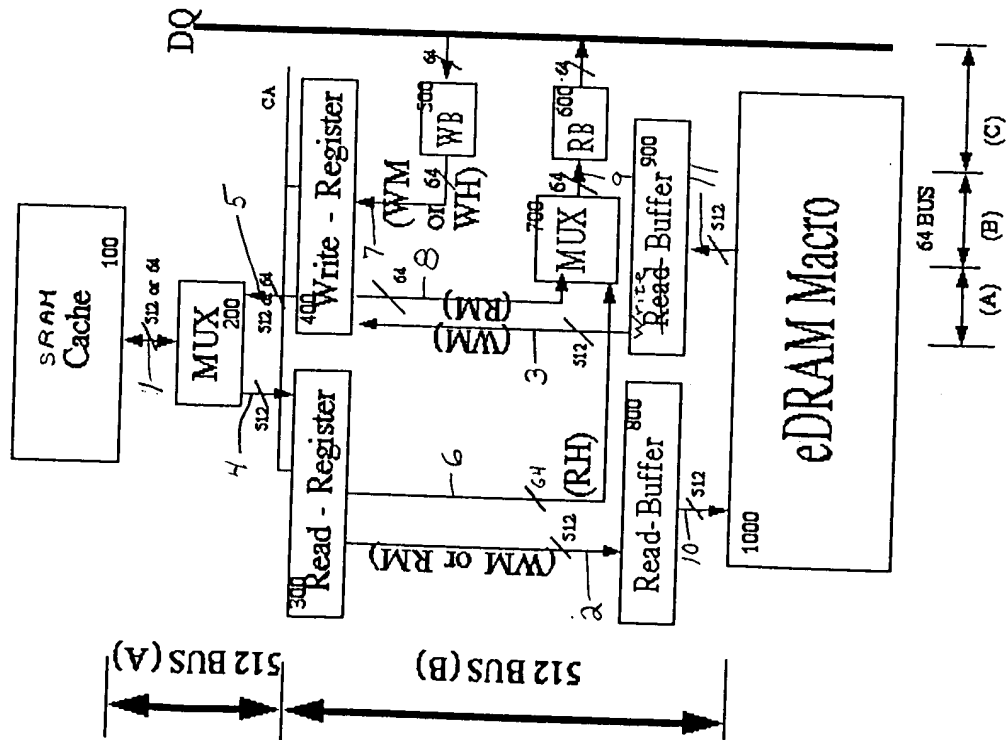 DQ
SRAM
Cache
100
1
512 or 64
MUX
200
4
512
5
512 or 64
CA
300
Read - Register
400
Write - Register
7
(WM
or
WH)
64
500
WB
64
8
64
(RM)
3
(WM)
512
6
64
(RH)
2
512
(WM or RM)
700
MUX
64
9
600
RB
64
800
Read-Buffer
900
Write
Read-Buffer
10
512
11
512
1000
eDRAM Macro
512 BUS (A)
512 BUS (B)
64 BUS
(A)
(B)
(C)